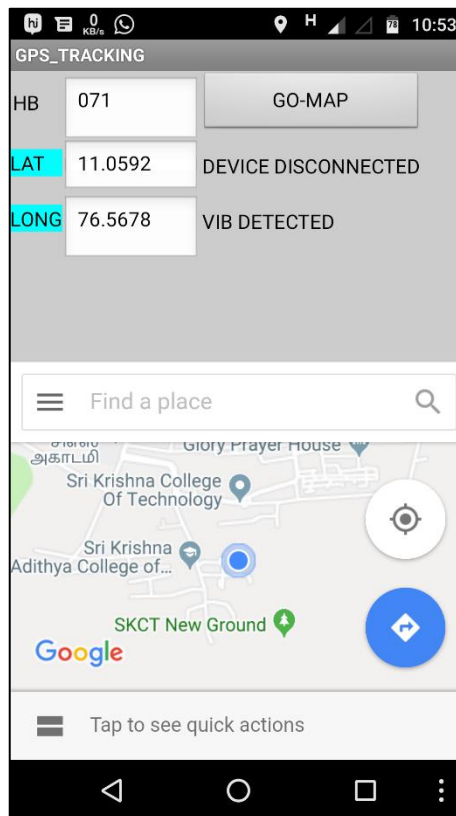 0
KB/s
H
78
10:53
GPS_TRACKING
HB 071 GO-MAP
LAT 11.0592 DEVICE DISCONNECTED
LONG 76.5678 VIB DETECTED
Find a place
அகாடமி
Glory Prayer House
Sri Krishna College
Of Technology
Sri Krishna
Adithya College of...
SKCT New Ground
Google
Tap to see quick actions